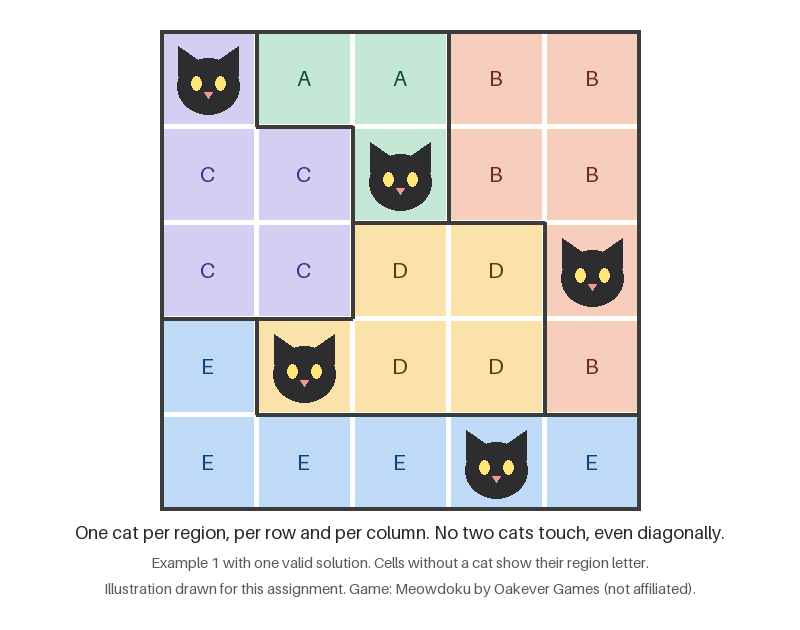 A A B B
C C B B
C C D D
E D D B
E E E E
One cat per region, per row and per column. No two cats touch, even diagonally.
Example 1 with one valid solution. Cells without a cat show their region letter.
Illustration drawn for this assignment. Game: Meowdoku by Oakever Games (not affiliated).